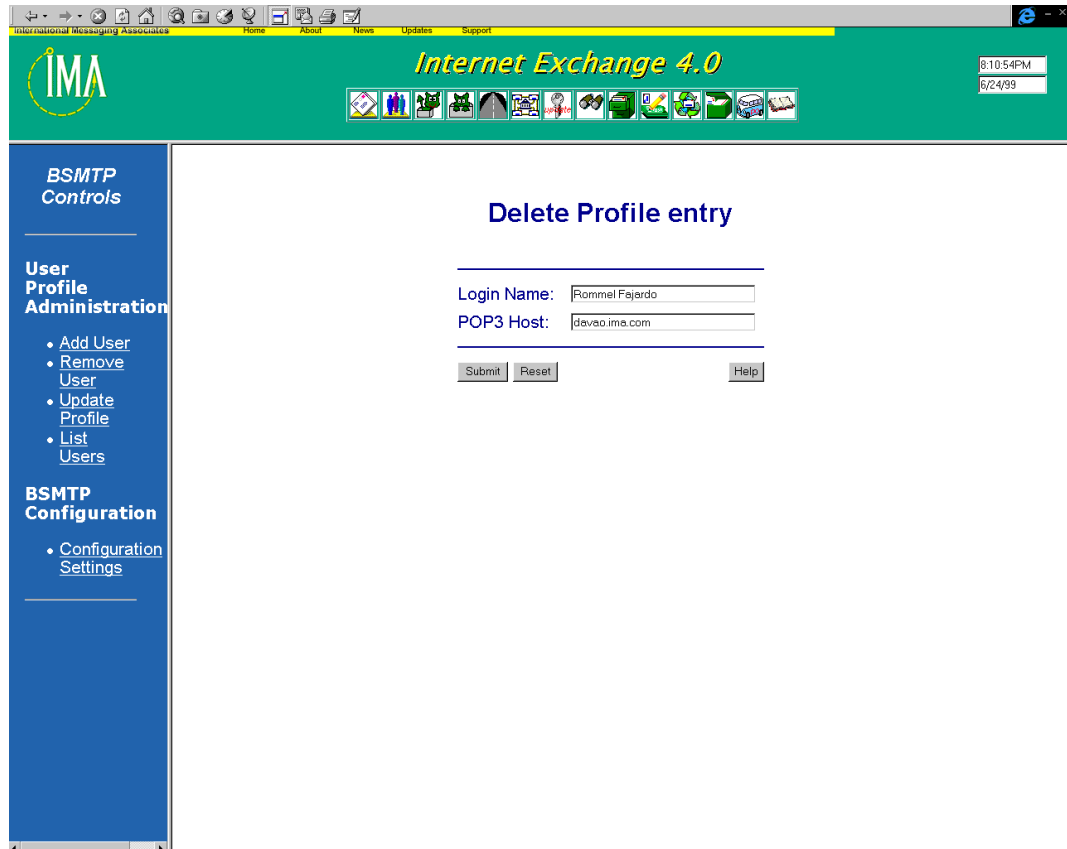 International Messaging Associates Home About News Updates Support
IMA
Internet Exchange 4.0
8:10:54PM
6/24/99
update
BSMTP
Controls
User
Profile
Administration
Add User
Remove
User
Update
Profile
List
Users
BSMTP
Configuration
Configuration
Settings
Delete Profile entry
Login Name: Rommel Fajardo
POP3 Host: davao.ima.com
Submit Reset Help